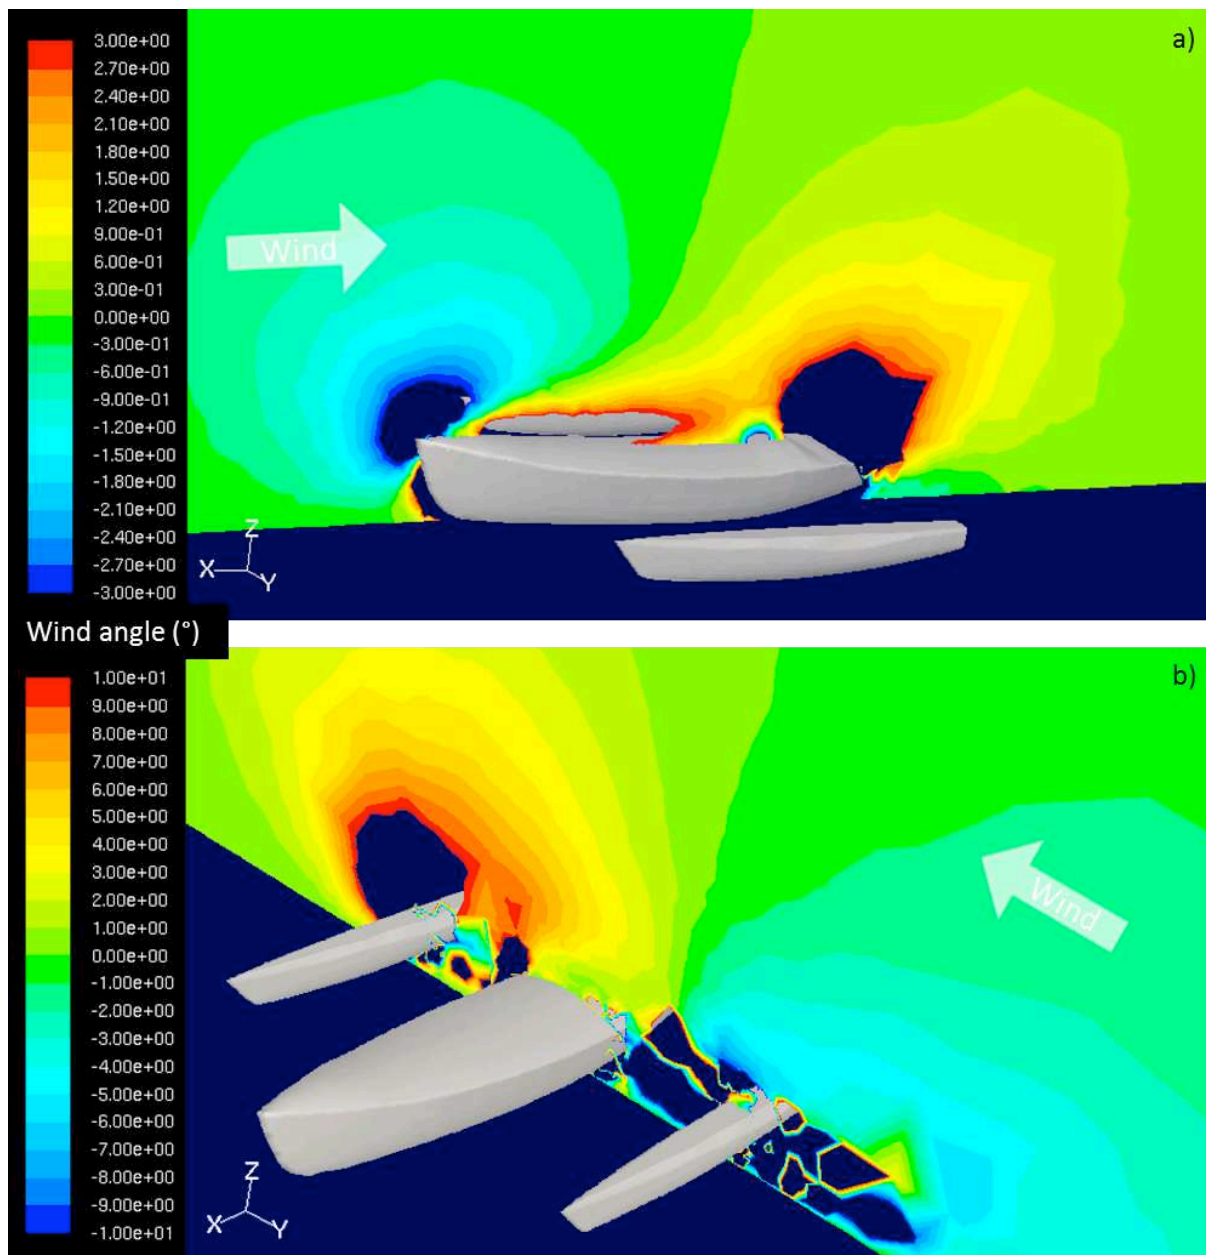 a)
3.00e+00
2.70e+00
2.40e+00
2.10e+00
1.80e+00
1.50e+00
1.20e+00
9.00e-01
6.00e-01
3.00e-01
0.00e+00
-3.00e-01
-6.00e-01
-9.00e-01
-1.20e+00
-1.50e+00
-1.80e+00
-2.10e+00
-2.40e+00
-2.70e+00
-3.00e+00
Wind
Z
X
Y
Wind angle (°)
b)
1.00e+01
9.00e+00
8.00e+00
7.00e+00
6.00e+00
5.00e+00
4.00e+00
3.00e+00
2.00e+00
1.00e+00
0.00e+00
-1.00e+00
-2.00e+00
-3.00e+00
-4.00e+00
-5.00e+00
-6.00e+00
-7.00e+00
-8.00e+00
-9.00e+00
-1.00e+01
Wind
Z
X
Y